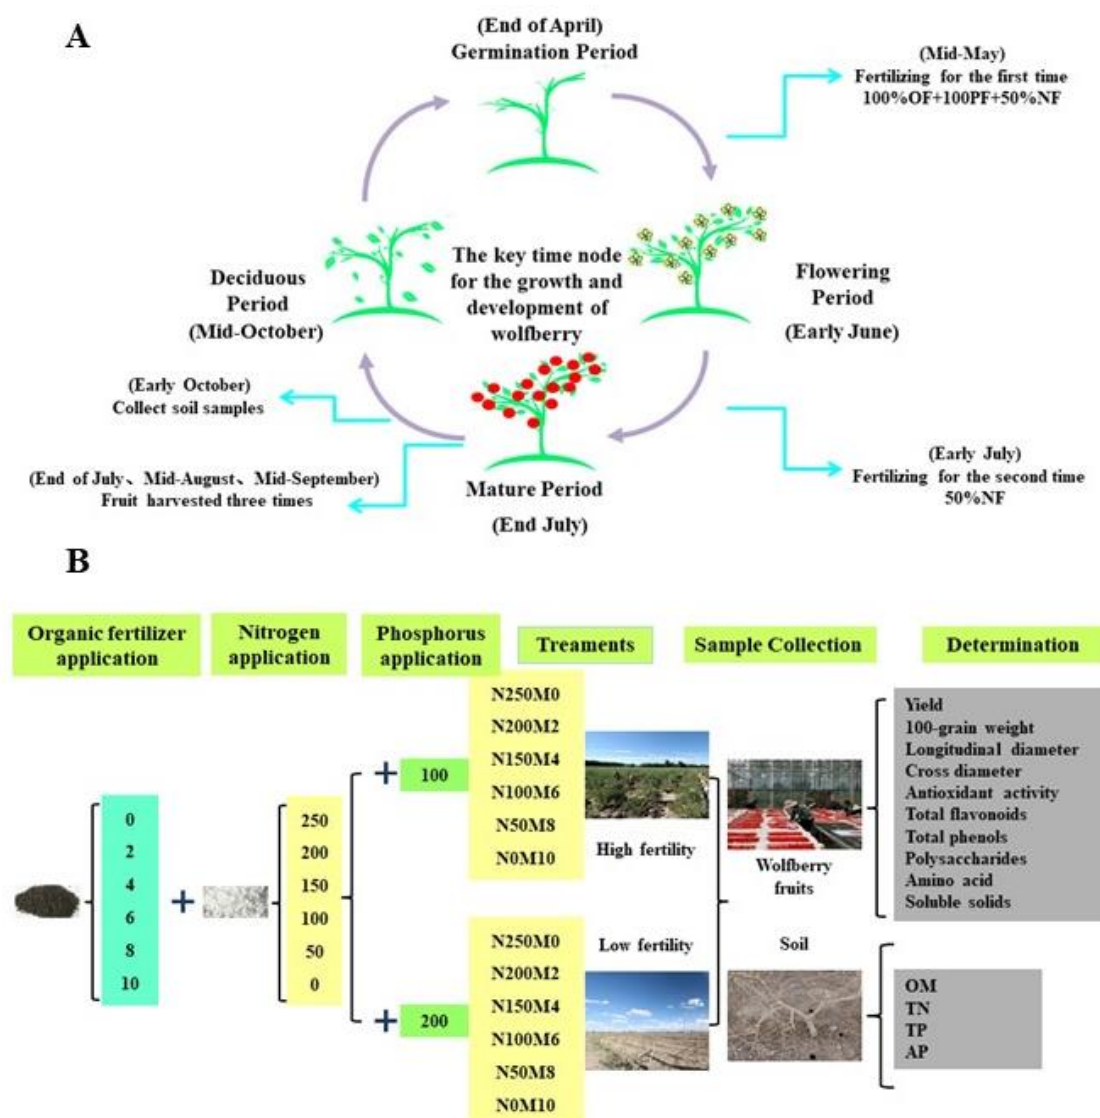 A
(End of April)
Germination Period
(Mid-May)
Fertilizing for the first time
100%OF+100PF+50%NF
The key time node
for the growth and
development of
wolfberry
Flowering
Period
(Early June)
Deciduous
Period
(Mid-October)
(Early October)
Collect soil samples
(End of July、Mid-August、Mid-September)
Fruit harvested three times
Mature Period
(End July)
(Early July)
Fertilizing for the second time
50%NF
B
Organic fertilizer
application
Nitrogen
application
Phosphorus
application
Treaments
Sample Collection
Determination
0
2
4
6
8
10
+
250
200
150
100
50
0
+
100
N250M0
N200M2
N150M4
N100M6
N50M8
N0M10
High fertility
+
200
N250M0
N200M2
N150M4
N100M6
N50M8
N0M10
Low fertility
Wolfberry
fruits
Soil
Yield
100-grain weight
Longitudinal diameter
Cross diameter
Antioxidant activity
Total flavonoids
Total phenols
Polysaccharides
Amino acid
Soluble solids
OM
TN
TP
AP